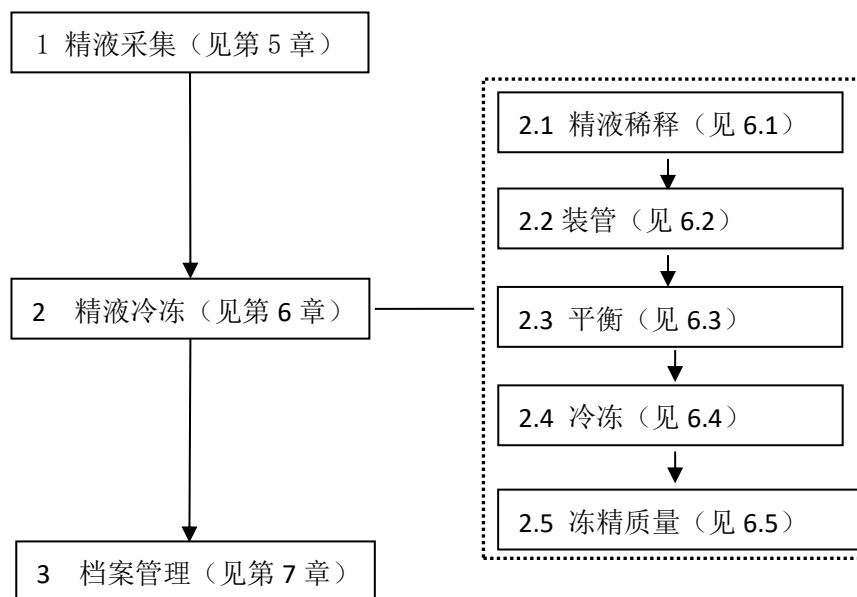 1 精液采集（见第 5 章）
2 精液冷冻（见第 6 章）
3 档案管理（见第 7 章）
2.1 精液稀释（见 6.1）
2.2 装管（见 6.2）
2.3 平衡（见 6.3）
2.4 冷冻（见 6.4）
2.5 冻精质量（见 6.5）